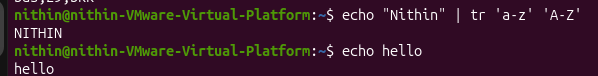 nithin@nithin-VMware-Virtual-Platform:~$ echo "Nithin" | tr 'a-z' 'A-Z'
NITHIN
nithin@nithin-VMware-Virtual-Platform:~$ echo hello
hello